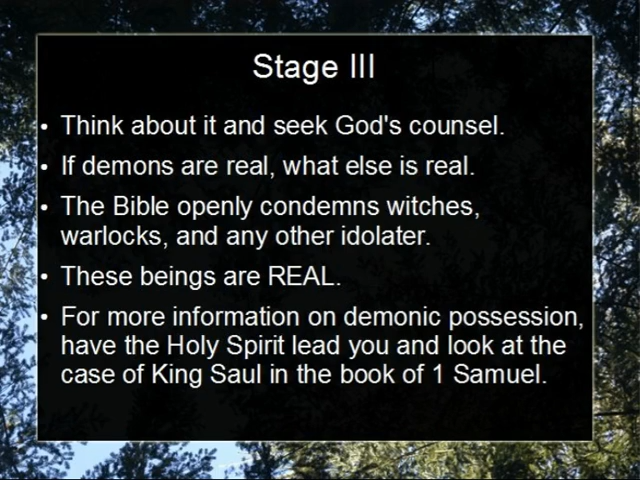 Stage III
• Think about it and seek God's counsel.
• If demons are real, what else is real.
• The Bible openly condemns witches,
warlocks, and any other idolater.
• These beings are REAL.
• For more information on demonic possession,
have the Holy Spirit lead you and look at the
case of King Saul in the book of 1 Samuel.